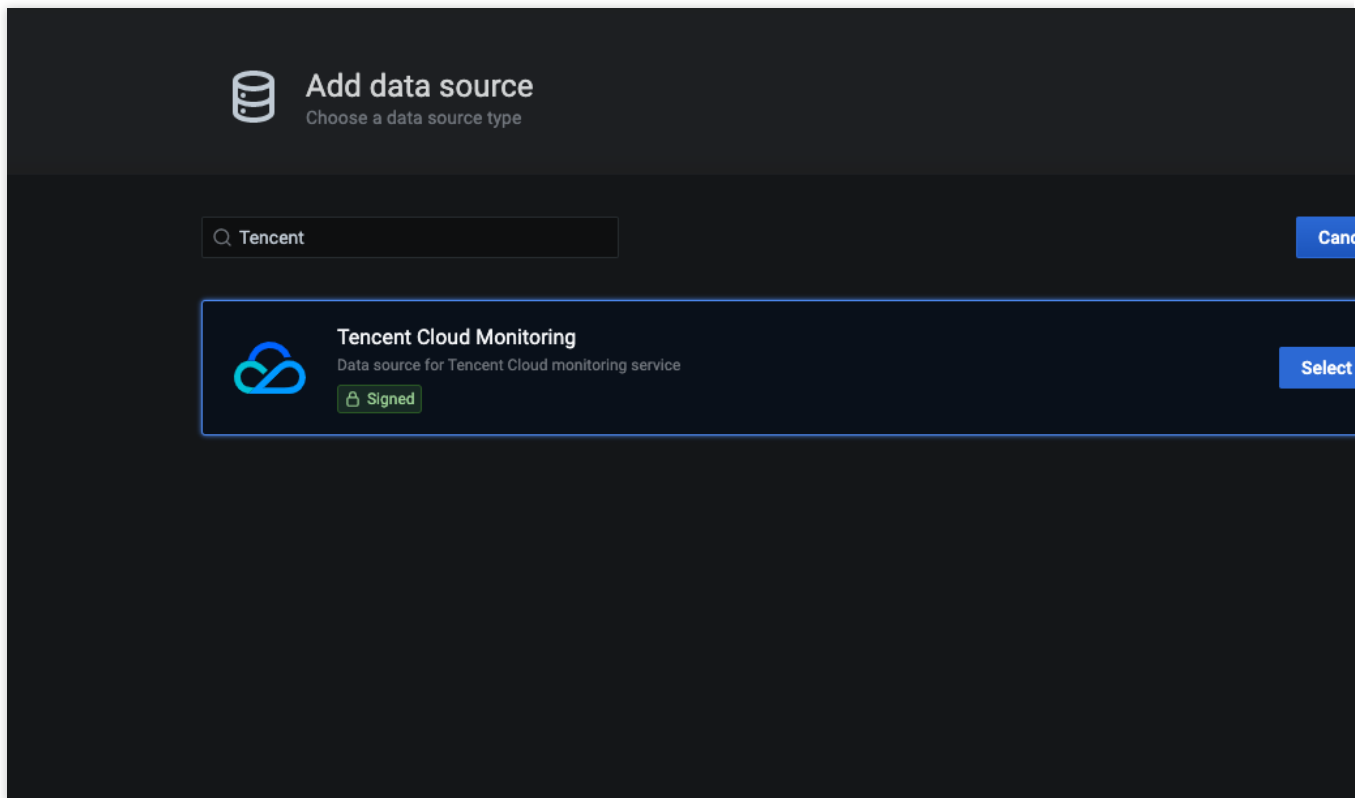 Add data source
Choose a data source type
Tencent
Tencent Cloud Monitoring
Data source for Tencent Cloud monitoring service
Select
Signed